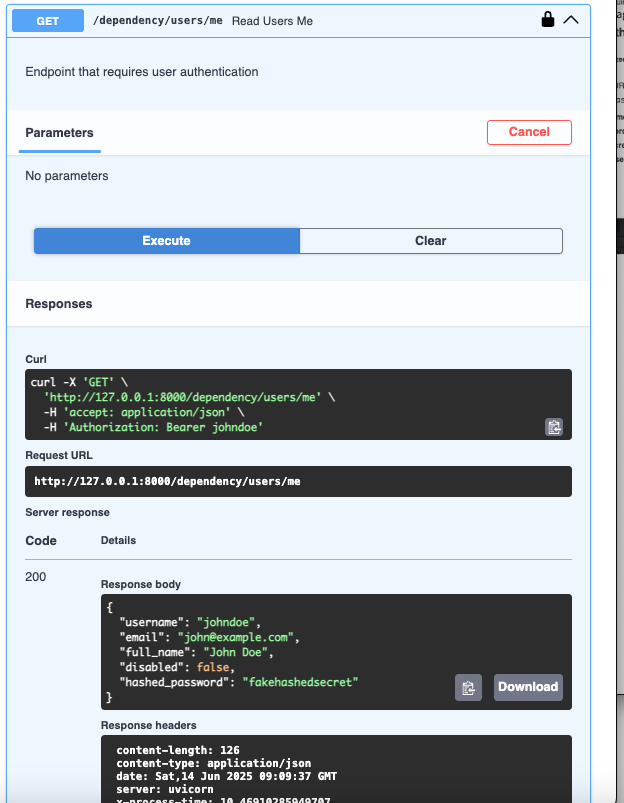 GET /dependency/users/me Read Users Me
Endpoint that requires user authentication
Parameters
Cancel
No parameters
Execute
Clear
Responses
Curl
curl -X 'GET' \
'http://127.0.0.1:8000/dependency/users/me' \
-H 'accept: application/json' \
-H 'Authorization: Bearer johndoe'
Request URL
http://127.0.0.1:8000/dependency/users/me
Server response
Code Details
200
Response body
{
"username": "johndoe",
"email": "john@example.com",
"full_name": "John Doe",
"disabled": false,
"hashed_password": "fakehashedsecret"
}
Download
Response headers
content-length: 126
content-type: application/json
date: Sat,14 Jun 2025 09:09:37 GMT
server: uvicorn
x-process-time: 10.46910285949707